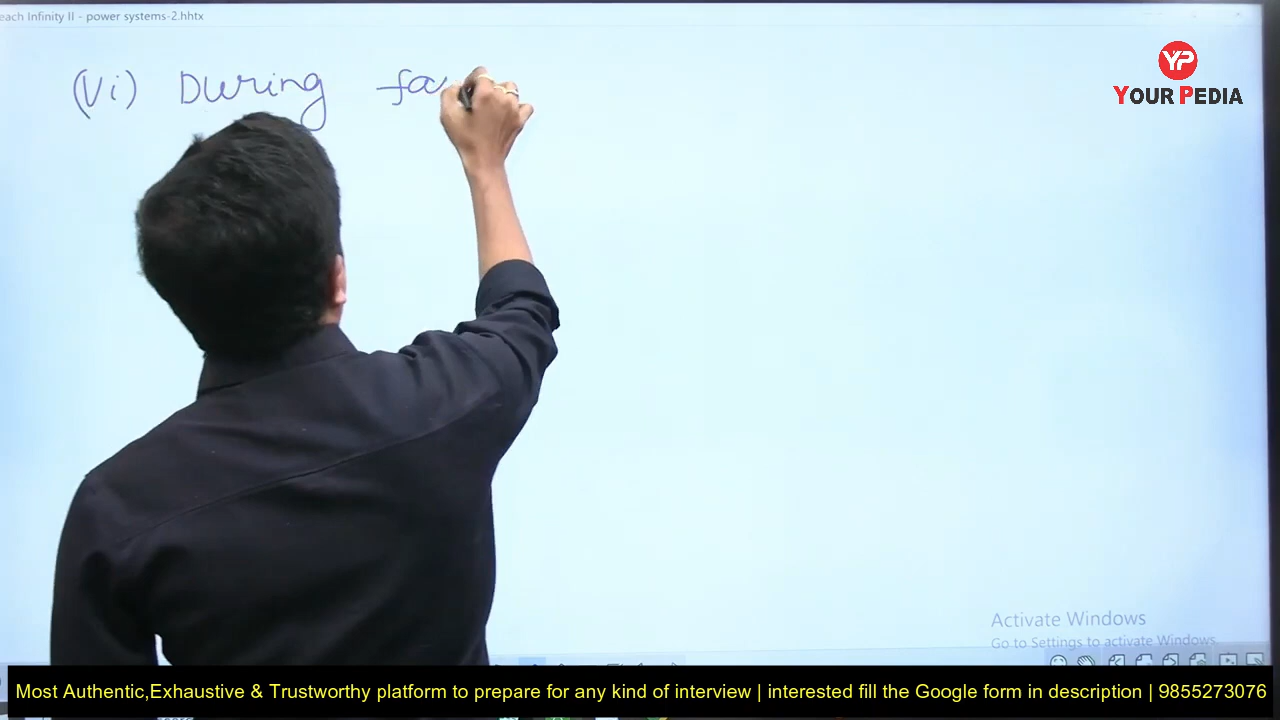 each Infinity II - power systems-2.hhtx
YP
YOUR PEDIA
(Vi) During fau
Activate Windows
Go to Settings to activate Windows.
Most Authentic,Exhaustive & Trustworthy platform to prepare for any kind of interview | interested fill the Google form in description | 9855273076